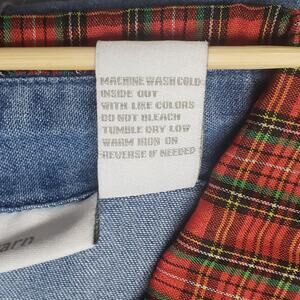 MACHINE WASH COLD
INSIDE OUT
WITH LIKE COLORS
DO NOT BLEACH
TUMBLE DRY LOW
WARM IRON ON
REVERSE IF NEEDED
arn